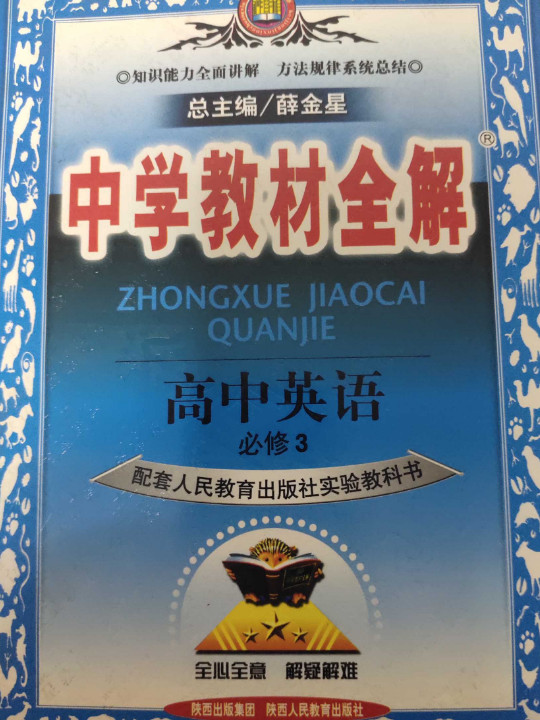 ◎知识能力全面讲解 方法规律系统总结◎
总主编/薛金星
中学教材全解®
ZHONGXUE JIAOCAI
QUANJIE
高中英语
必修3
配套人民教育出版社实验教科书
全心全意 解疑解难
陕西出版集团 陕西人民教育出版社